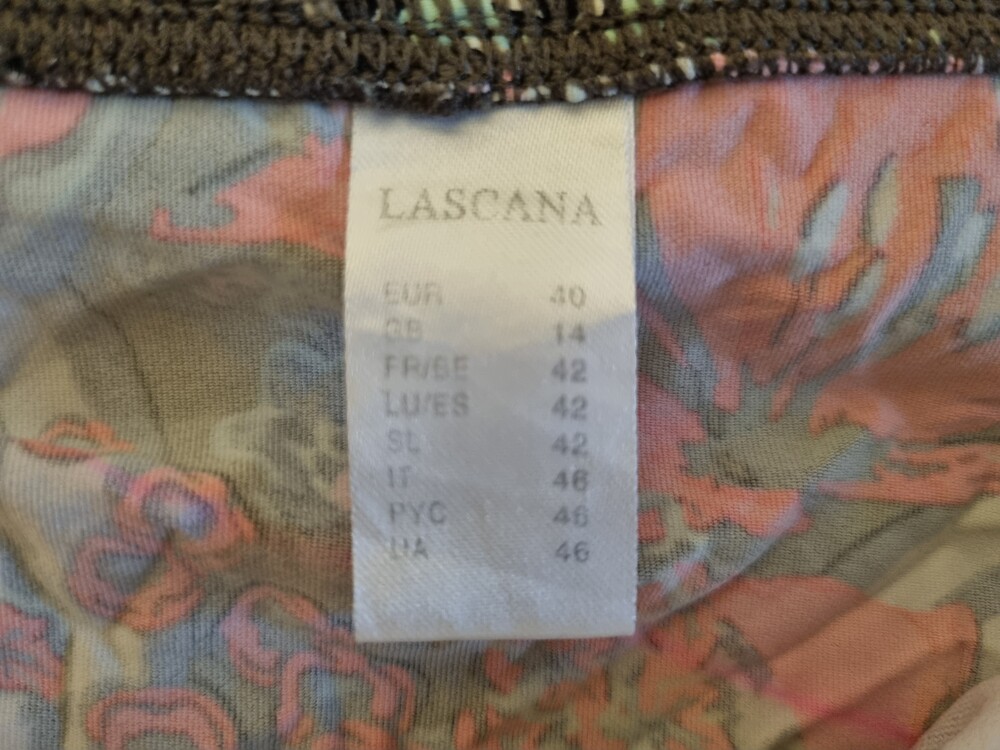 LASCANA
EUR 40
GB 14
FR/BE 42
LU/ES 42
SL 42
IT 46
РУС 46
UA 46